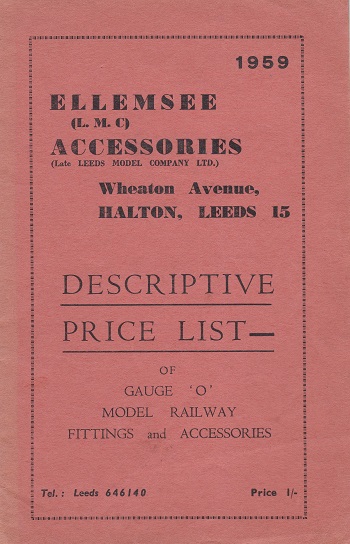 1959
ELLEMSEE
(L. M. C)
ACCESSORIES
(Late LEEDS MODEL COMPANY LTD.)
Wheaton Avenue,
HALTON, LEEDS 15
DESCRIPTIVE
PRICE LIST—
OF
GAUGE 'O'
MODEL RAILWAY
FITTINGS and ACCESSORIES
Tel.: Leeds 646140 Price 1/-